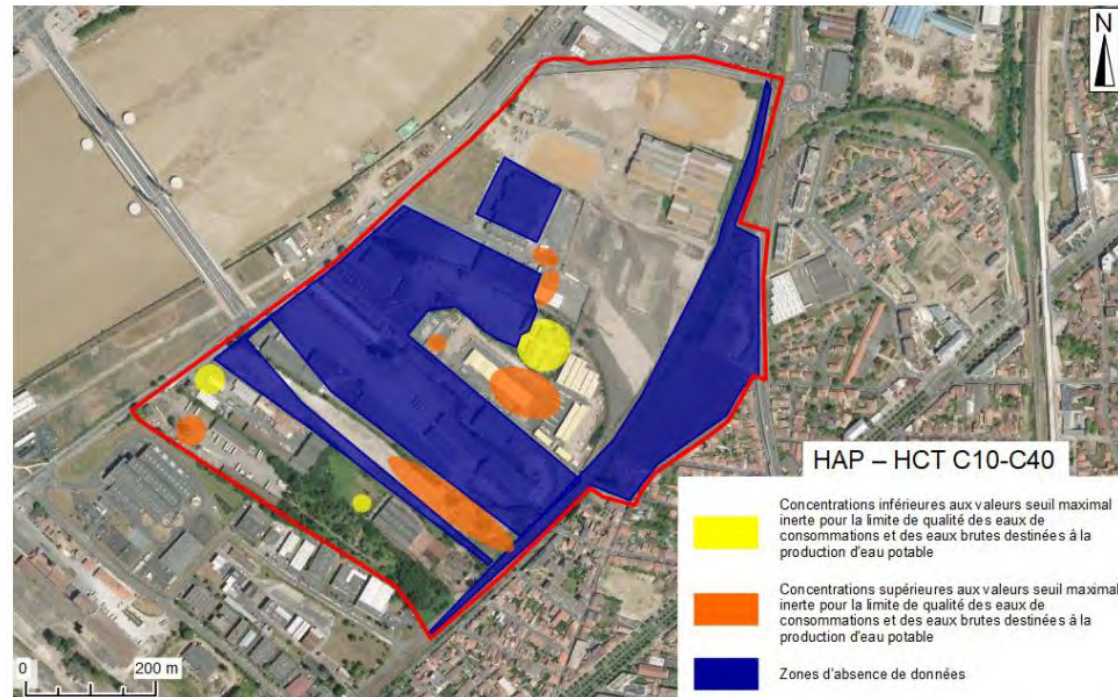 N
HAP – HCT C10-C40
Concentrations inférieures aux valeurs seuil maximal
inerte pour la limite de qualité des eaux de
consommations et des eaux brutes destinées à la
production d'eau potable
Concentrations supérieures aux valeurs seuil maximal
inerte pour la limite de qualité des eaux de
consommations et des eaux brutes destinées à la
production d'eau potable
Zones d'absence de données
0 200 m